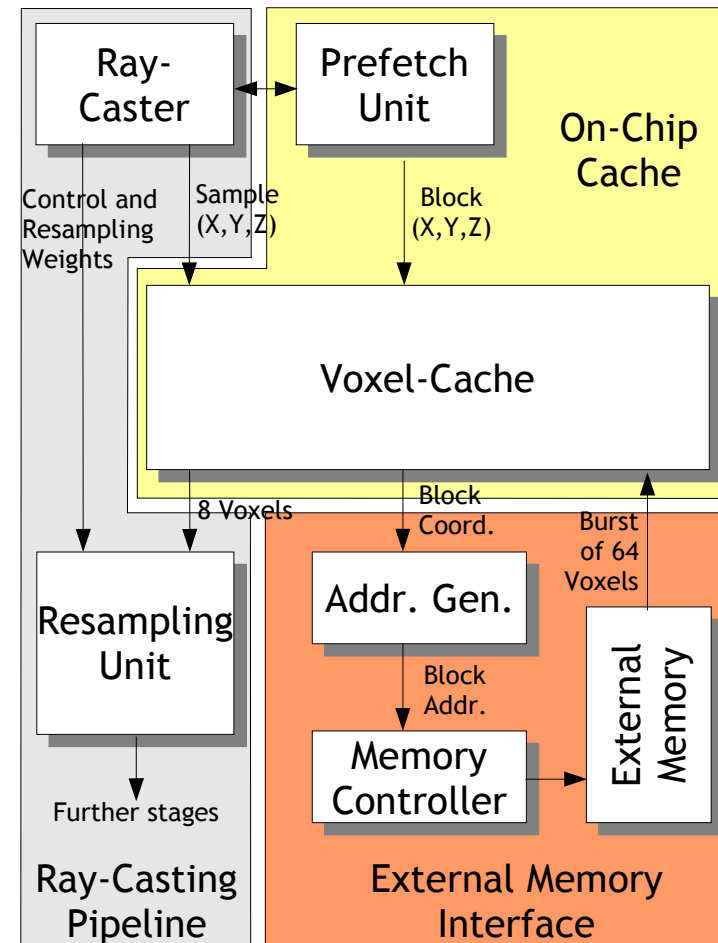 Ray-
Caster
Prefetch
Unit
On-Chip
Cache
Control and
Resampling
Weights
Sample
(X,Y,Z)
Block
(X,Y,Z)
Voxel-Cache
8 Voxels
Block
Coord.
Burst
of 64
Voxels
Resampling
Unit
Addr. Gen.
Block
Addr.
External
Memory
Memory
Controller
Further stages
Ray-Casting
Pipeline
External Memory
Interface